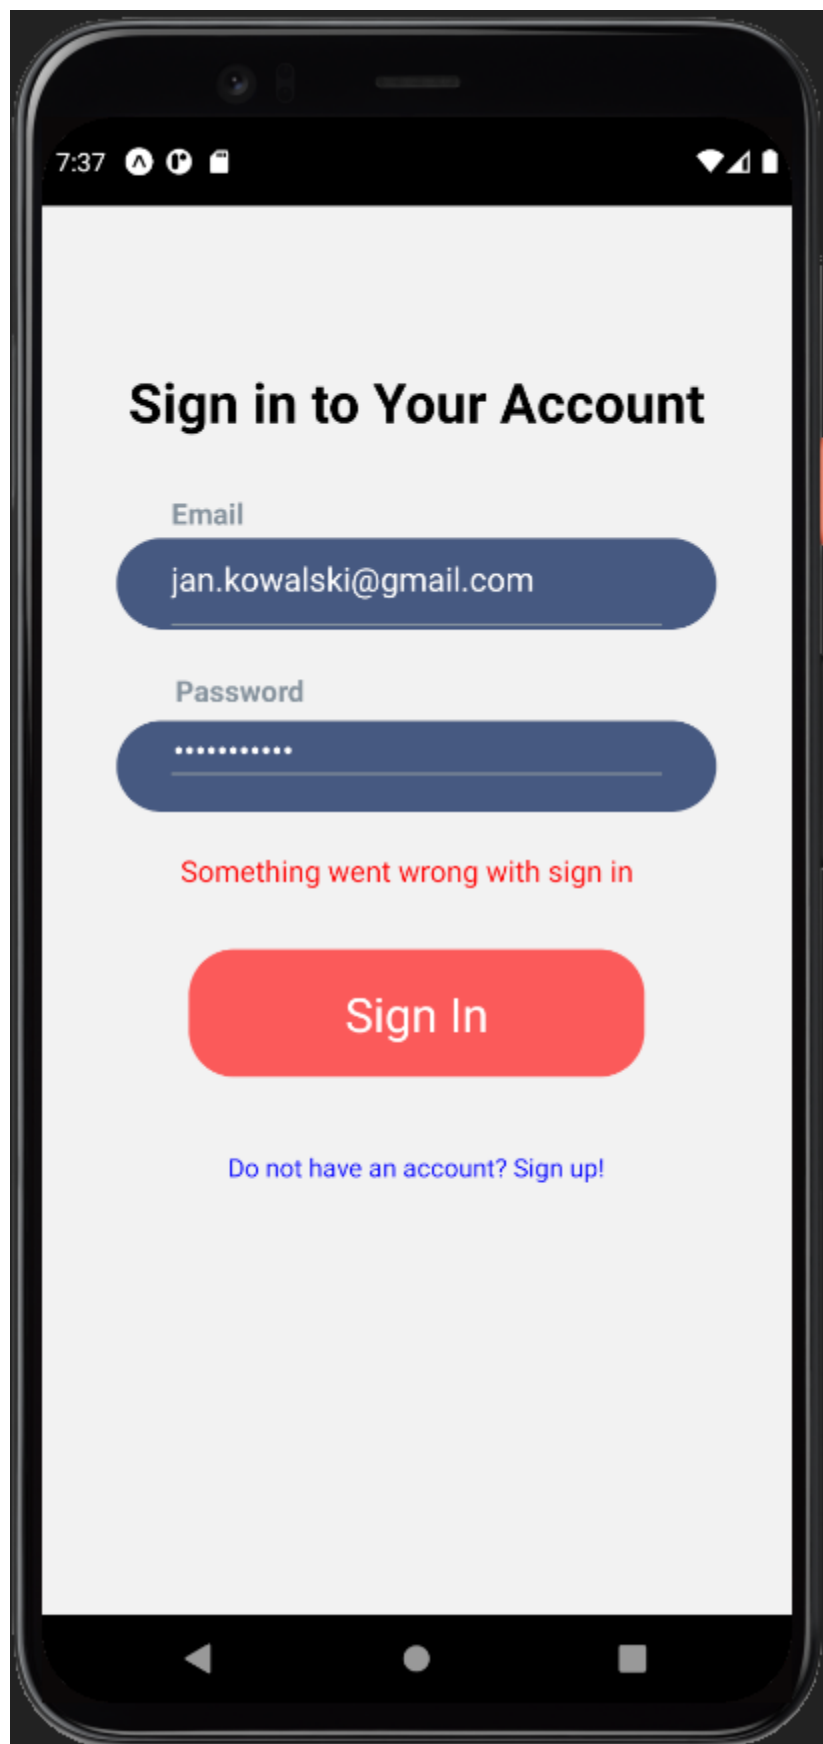 7:37
Sign in to Your Account
Email
jan.kowalski@gmail.com
Password
•••••••••••
Something went wrong with sign in
Sign In
Do not have an account? Sign up!